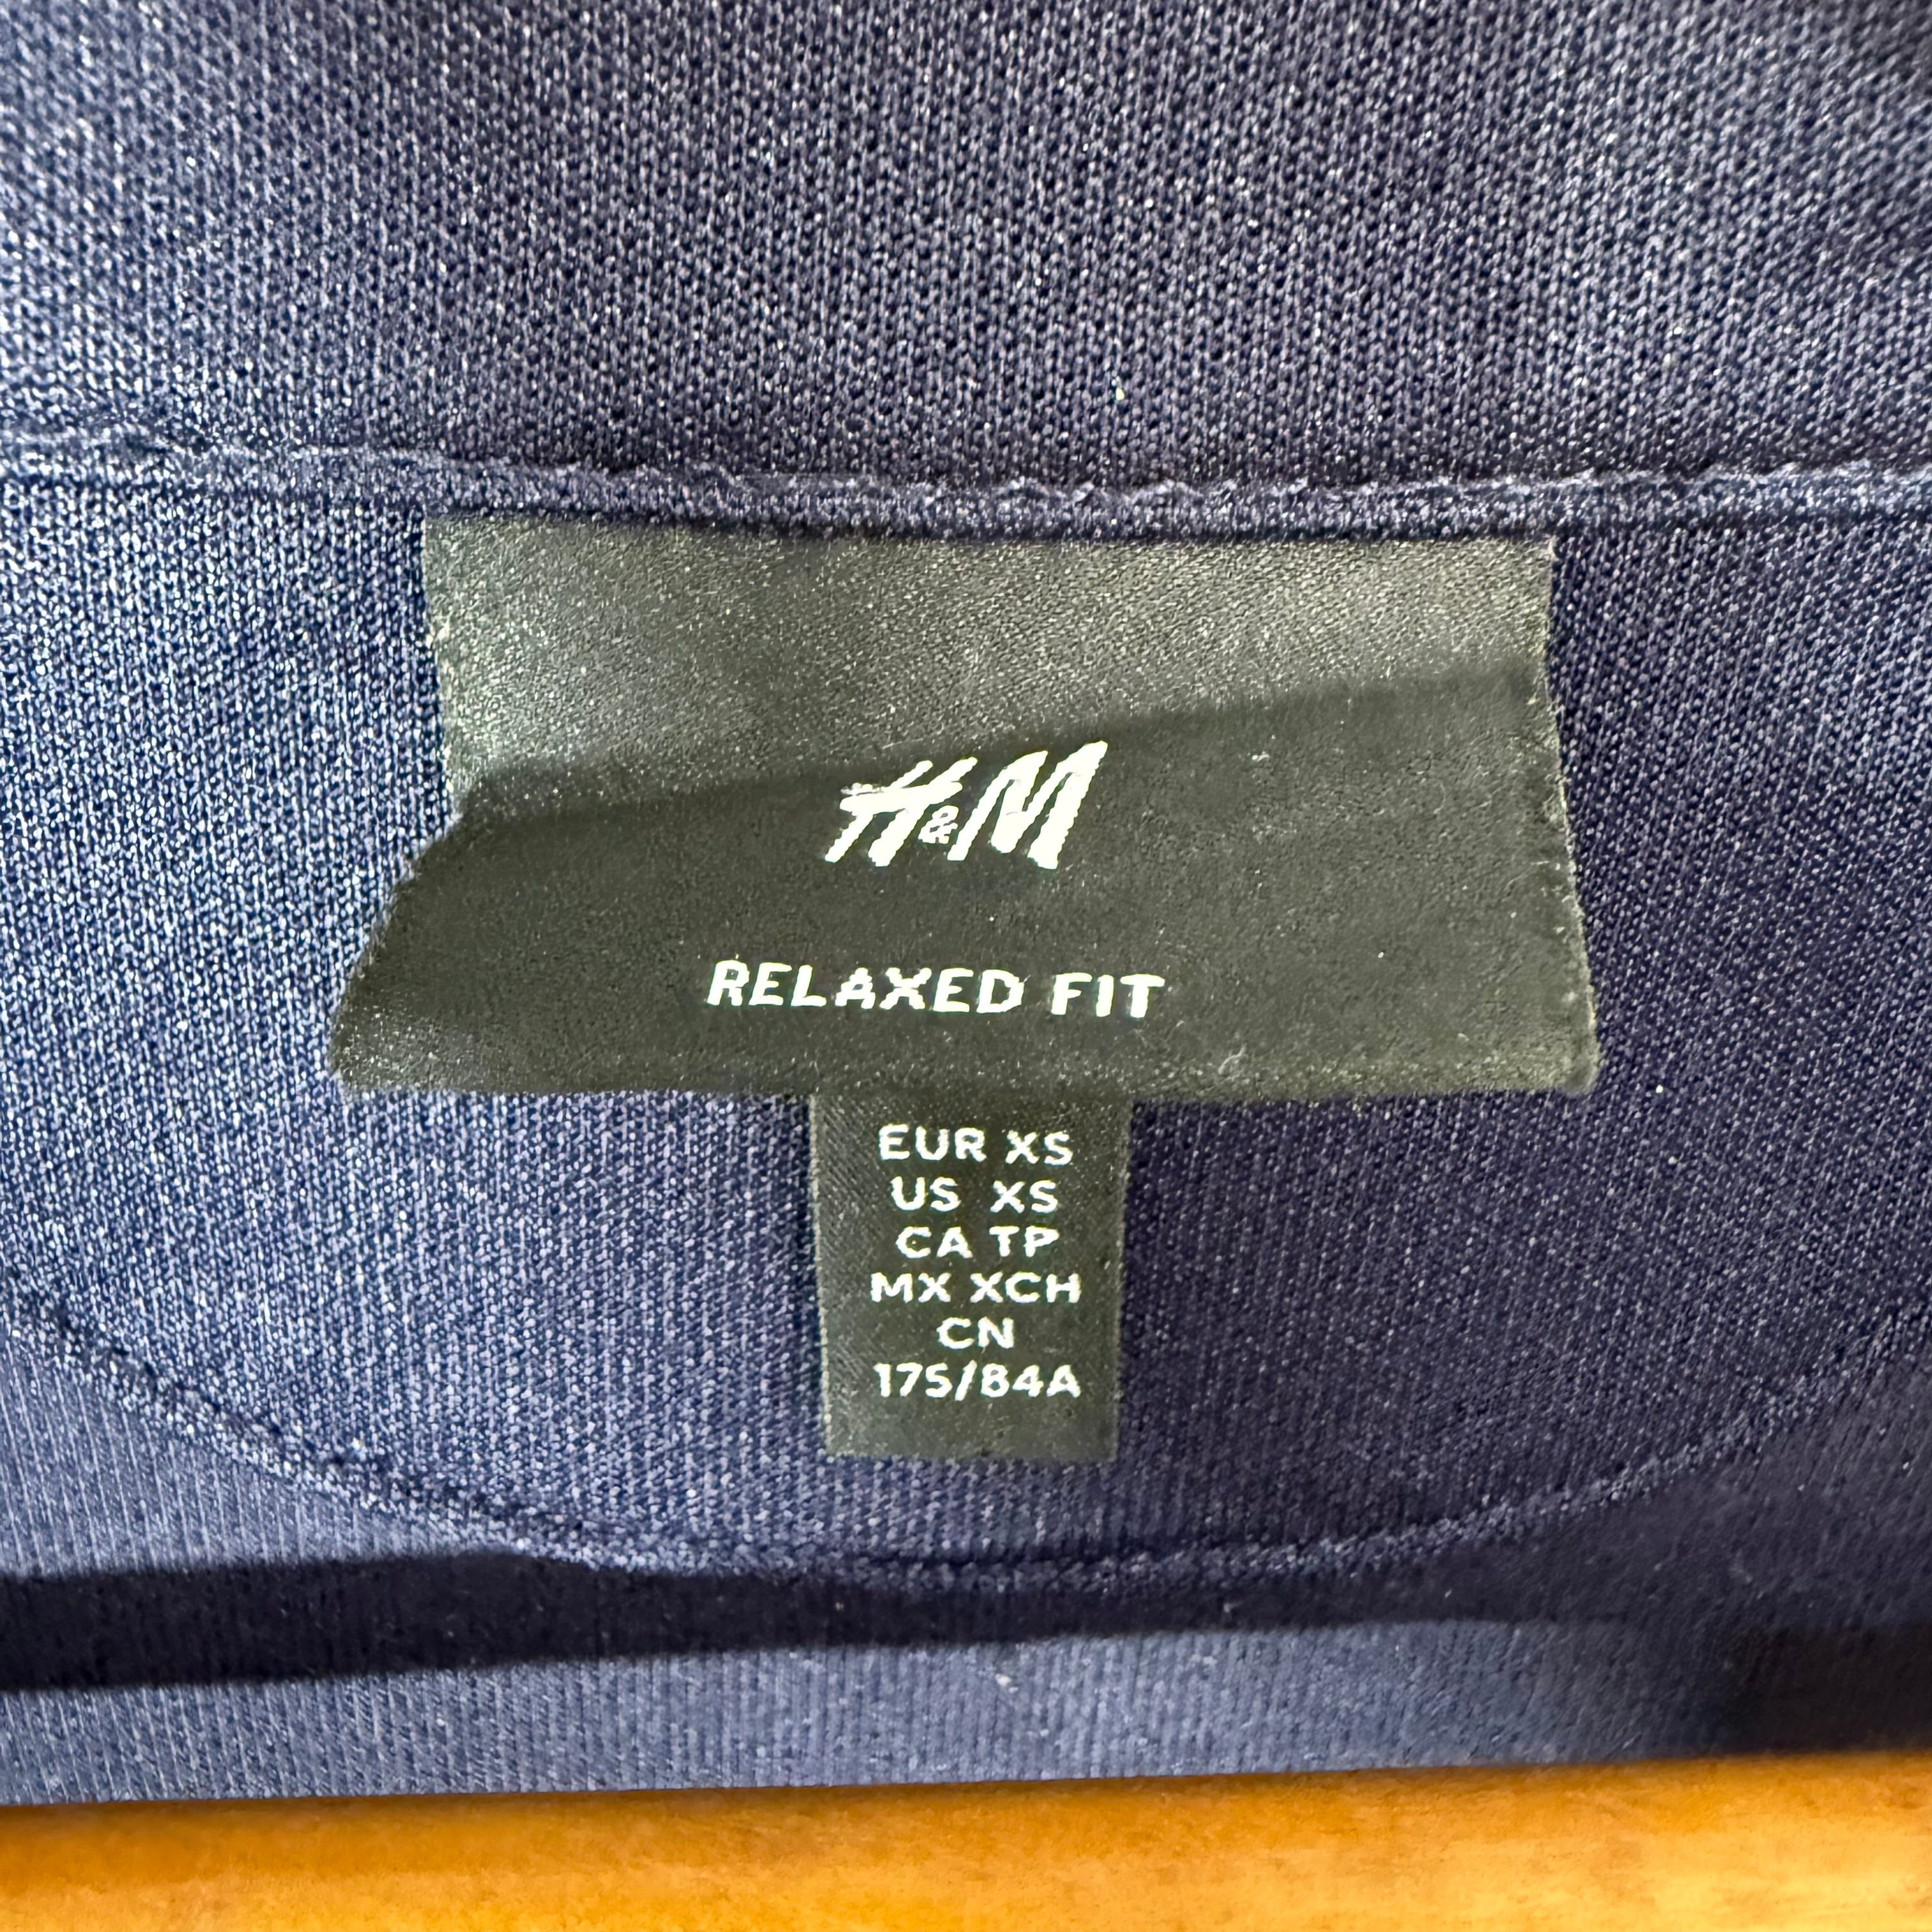 H&M
RELAXED FIT
EUR XS
US XS
CA TP
MX XCH
CN
175/84A